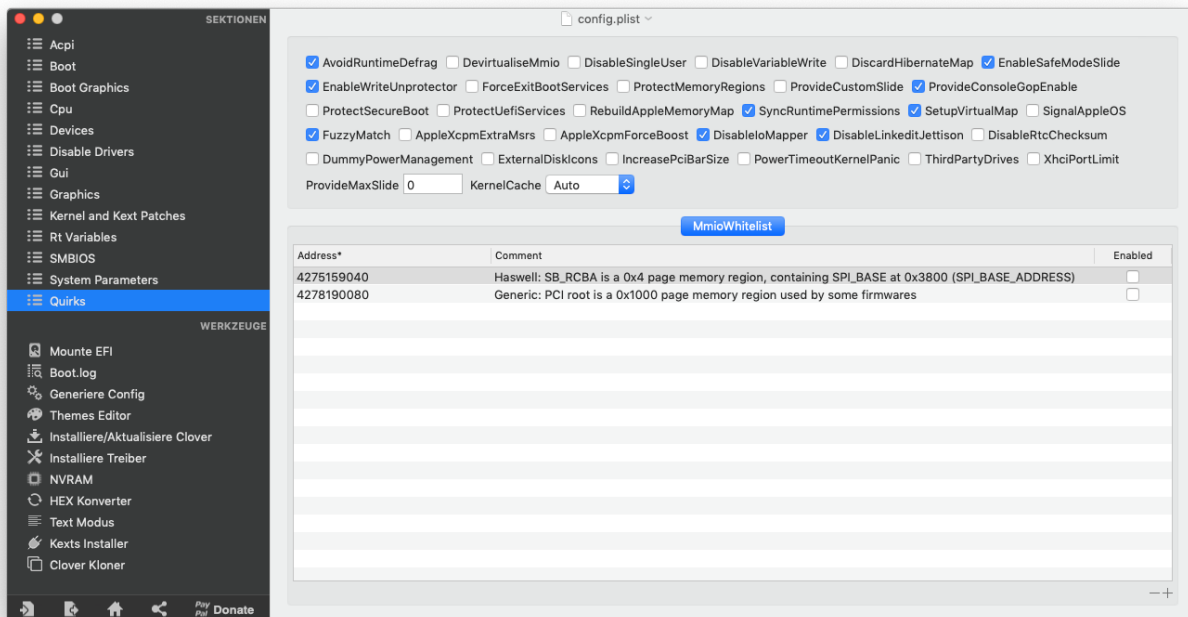 SEKTIONEN
Acpi
Boot
Boot Graphics
Cpu
Devices
Disable Drivers
Gui
Graphics
Kernel and Kext Patches
Rt Variables
SMBIOS
System Parameters
Quirks
WERKZEUGE
Mounte EFI
Boot.log
Generiere Config
Themes Editor
Installiere/Aktualisiere Clover
Installiere Treiber
NVRAM
HEX Konverter
Text Modus
Kexts Installer
Clover Kloner
Pay Pal Donate
config.plist
AvoidRuntimeDefrag DevirtualiseMmio DisableSingleUser DisableVariableWrite DiscardHibernateMap EnableSafeModeSlide
EnableWriteUnprotector ForceExitBootServices ProtectMemoryRegions ProvideCustomSlide ProvideConsoleGopEnable
ProtectSecureBoot ProtectUefiServices RebuildAppleMemoryMap SyncRuntimePermissions SetupVirtualMap SignalAppleOS
FuzzyMatch AppleXcpmExtraMsrs AppleXcpmForceBoost DisableIoMapper DisableLinkeditJettison DisableRtcChecksum
DummyPowerManagement ExternalDiskIcons IncreasePciBarSize PowerTimeoutKernelPanic ThirdPartyDrives XhciPortLimit
ProvideMaxSlide 0 KernelCache Auto
MmioWhitelist
Address* Comment Enabled
4275159040 Haswell: SB_RCBA is a 0x4 page memory region, containing SPI_BASE at 0x3800 (SPI_BASE_ADDRESS)
4278190080 Generic: PCI root is a 0x1000 page memory region used by some firmwares